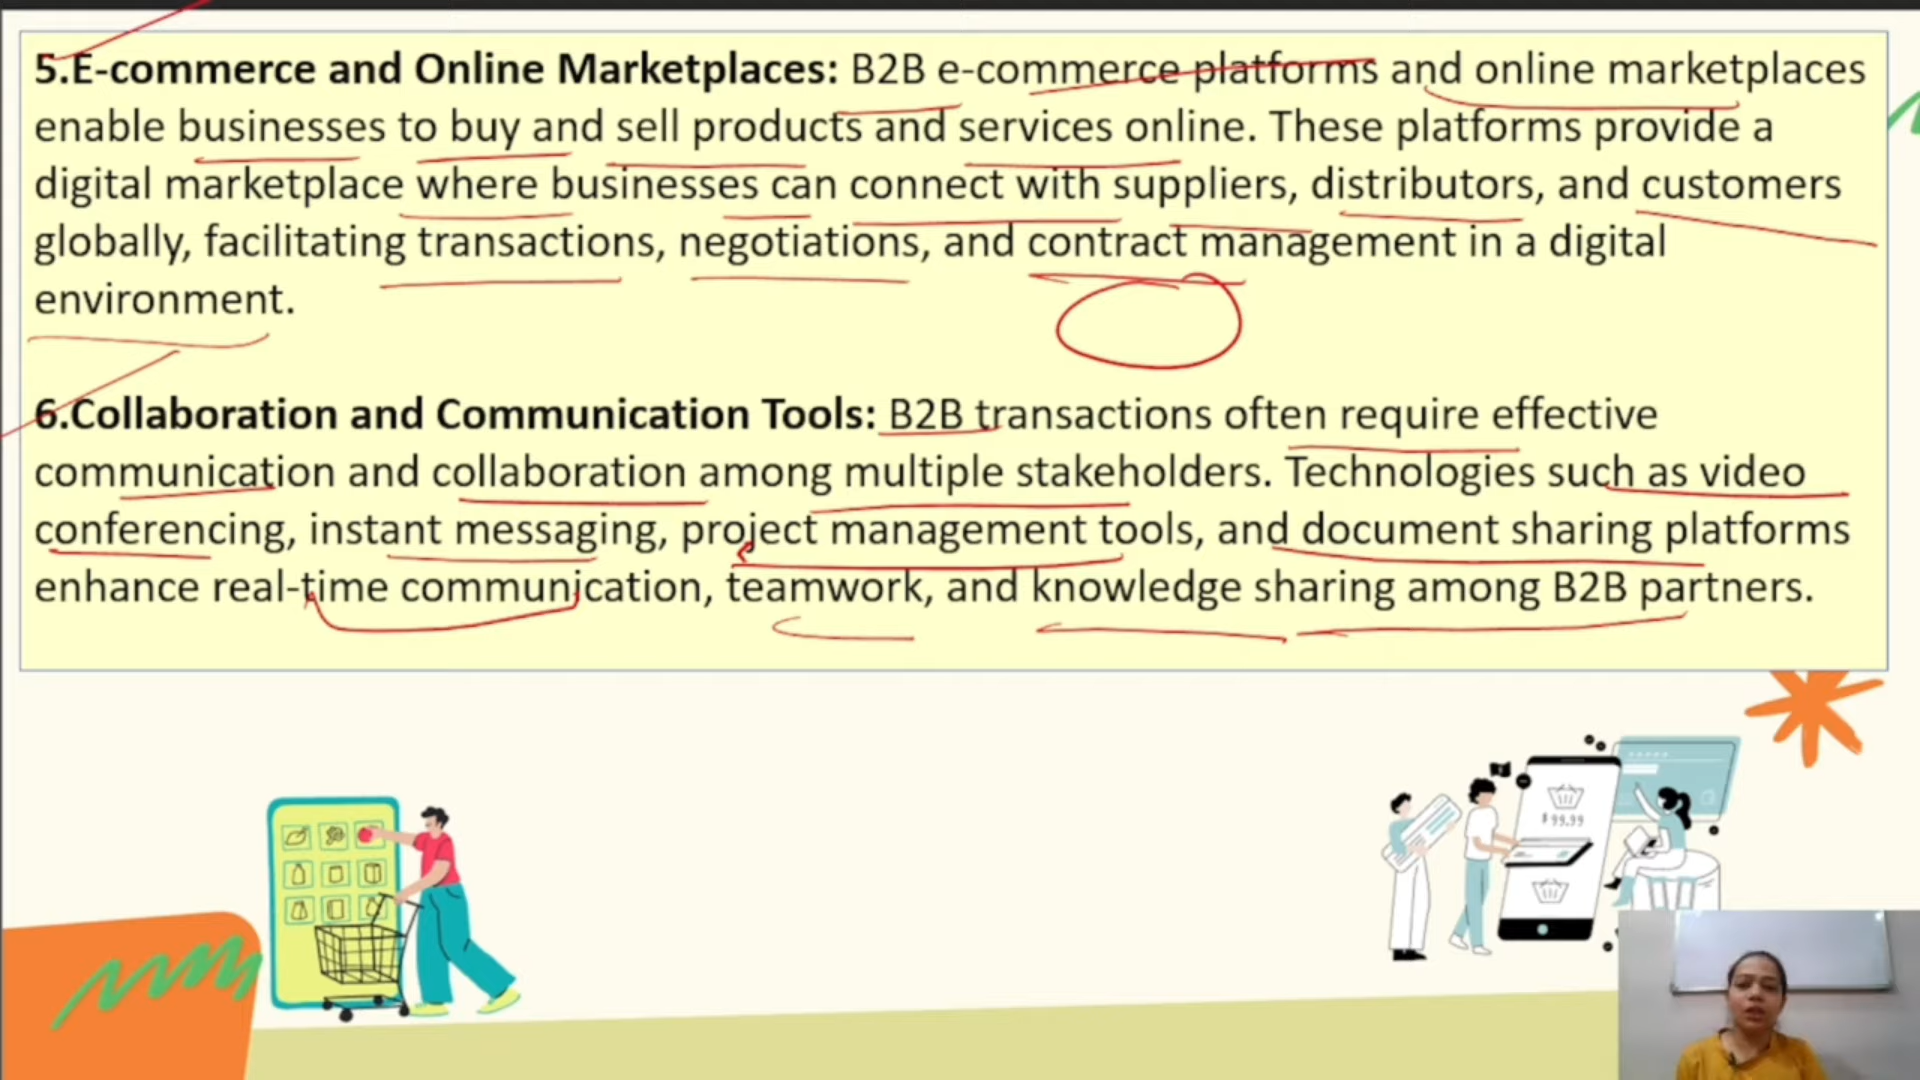 5.E-commerce and Online Marketplaces: B2B e-commerce platforms and online marketplaces
enable businesses to buy and sell products and services online. These platforms provide a
digital marketplace where businesses can connect with suppliers, distributors, and customers
globally, facilitating transactions, negotiations, and contract management in a digital
environment.
6.Collaboration and Communication Tools: B2B transactions often require effective
communication and collaboration among multiple stakeholders. Technologies such as video
conferencing, instant messaging, project management tools, and document sharing platforms
enhance real-time communication, teamwork, and knowledge sharing among B2B partners.
$99.99